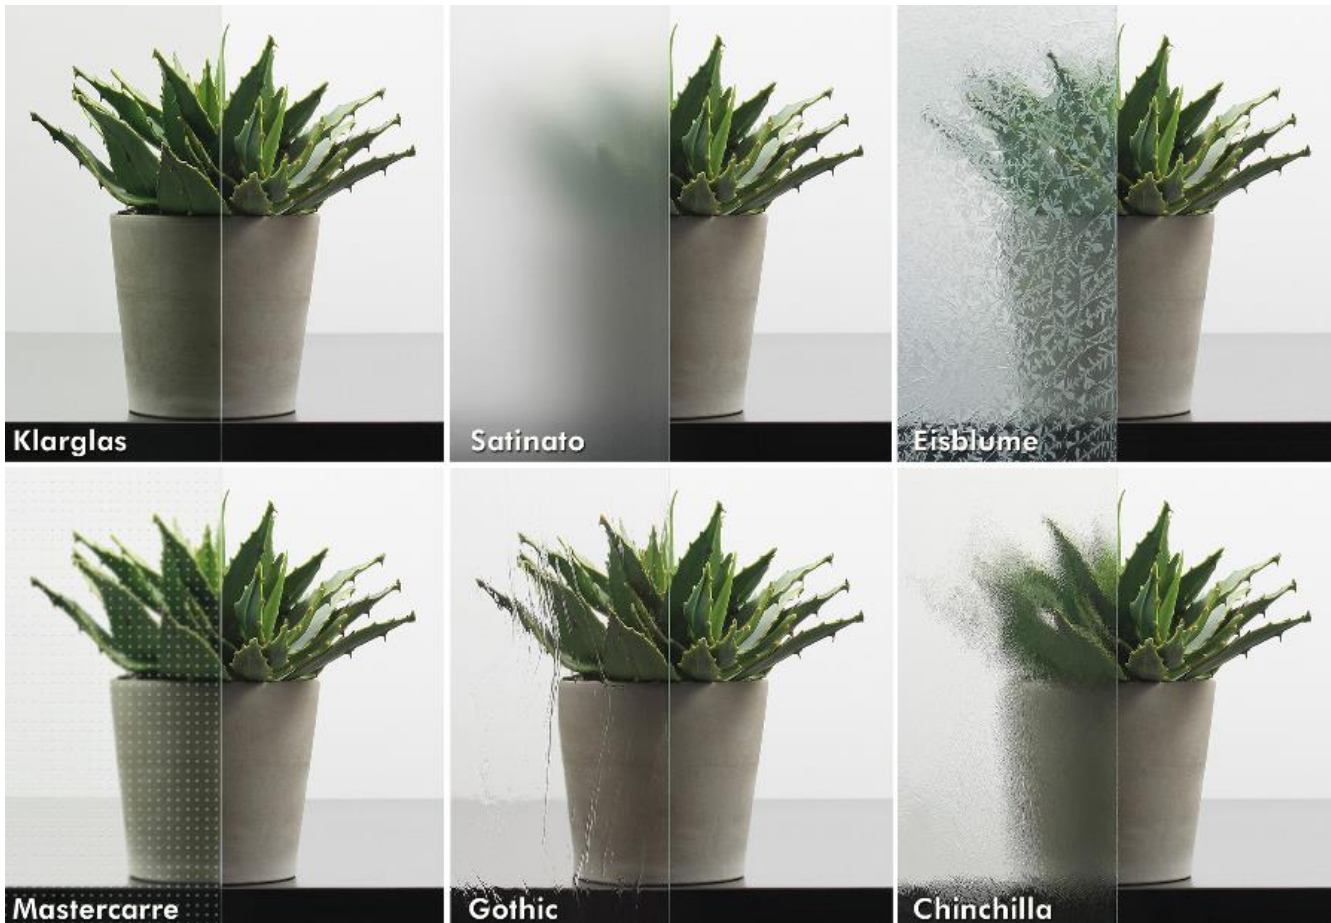 Klarglas
Satinato
Eisblume
Mastercarre
Gothic
Chinchilla